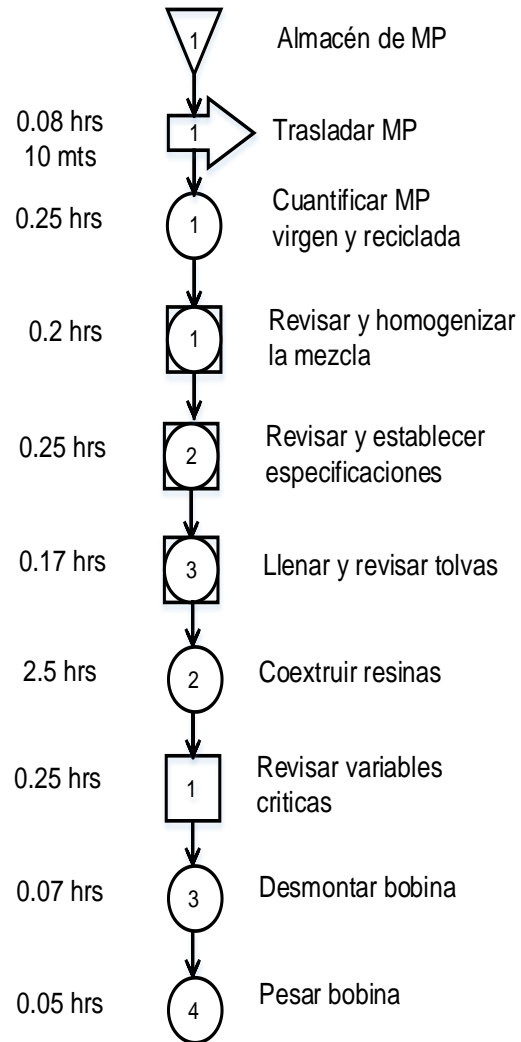 1 Almacén de MP
0.08 hrs
10 mts
1 Trasladar MP
0.25 hrs
1
Cuantificar MP
virgen y reciclada
0.2 hrs
1
Revisar y homogenizar
la mezcla
0.25 hrs
2
Revisar y establecer
especificaciones
0.17 hrs
3 Llenar y revisar tolvas
2.5 hrs
2 Coextruir resinas
0.25 hrs
1
Revisar variables
criticas
0.07 hrs
3 Desmontar bobina
0.05 hrs
4 Pesar bobina